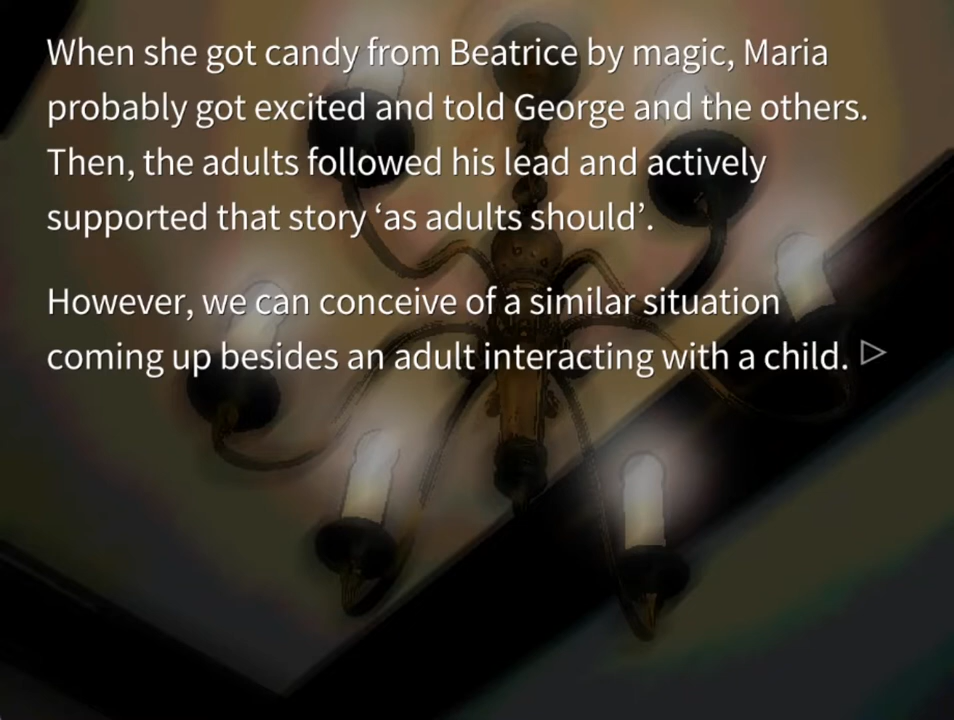 When she got candy from Beatrice by magic, Maria
probably got excited and told George and the others.
Then, the adults followed his lead and actively
supported that story ‘as adults should’.
However, we can conceive of a similar situation
coming up besides an adult interacting with a child.